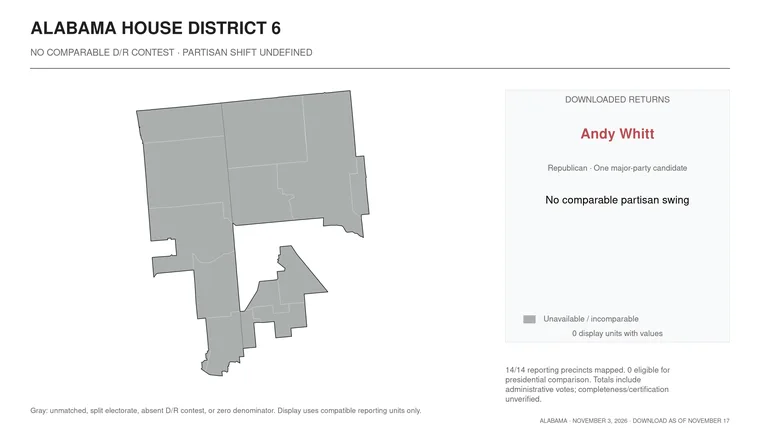 ALABAMA HOUSE DISTRICT 6
NO COMPARABLE D/R CONTEST · PARTISAN SHIFT UNDEFINED
DOWNLOADED RETURNS
Andy Whitt
Republican · One major-party candidate
No comparable partisan swing
Unavailable / incomparable
0 display units with values
14/14 reporting precincts mapped. 0 eligible for
presidential comparison. Totals include
administrative votes; completeness/certification
unverified.
Gray: unmatched, split electorate, absent D/R contest, or zero denominator. Display uses compatible reporting units only.
ALABAMA · NOVEMBER 3, 2026 · DOWNLOAD AS OF NOVEMBER 17